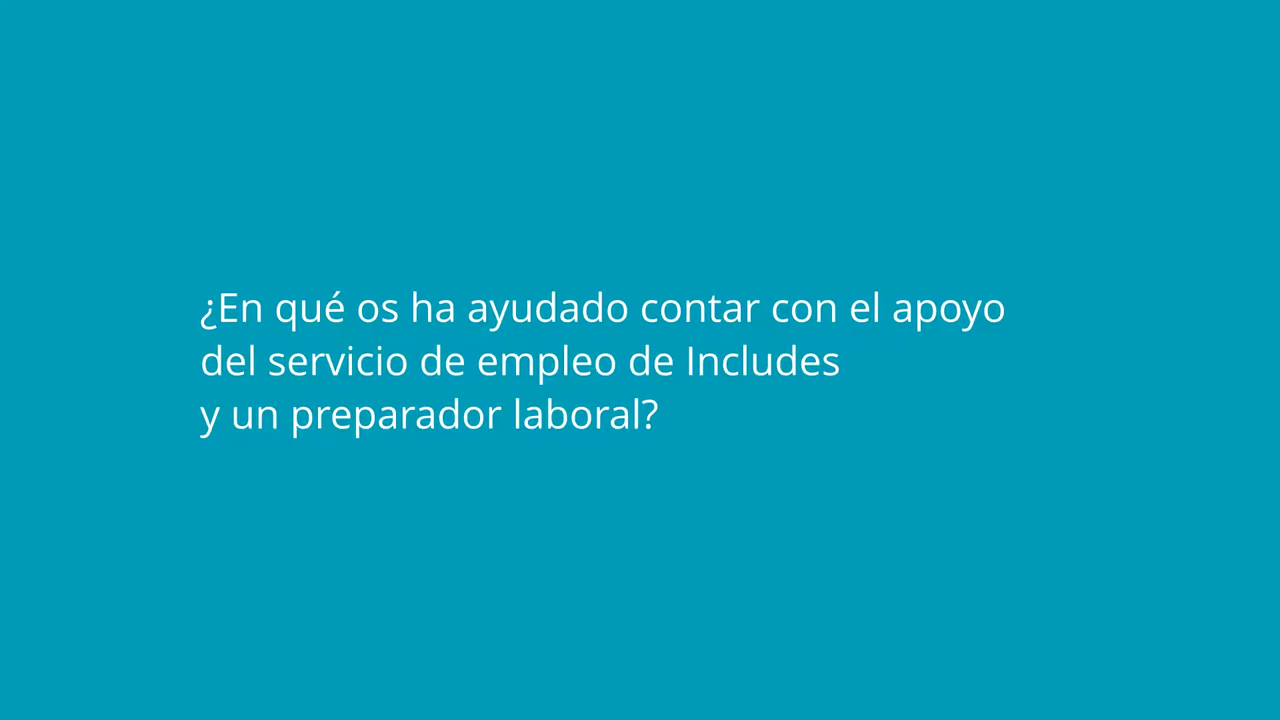 ¿En qué os ha ayudado contar con el apoyo
del servicio de empleo de Includes
y un preparador laboral?